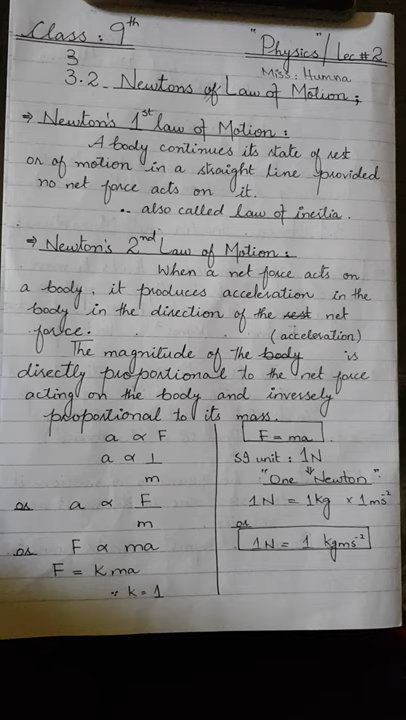 Class : 9th
"Physics" / Lec #2
3
Miss : Humna
3.2 - Newtons of Law of Motion ;
⇒ Newton's 1st law of Motion :
A body continues its state of rest
or of motion in a straight line provided
no net force acts on it.
∴ also called law of inertia.
⇒ Newton's 2nd Law of Motion :
When a net force acts on
a body, it produces acceleration in the
body in the direction of the rest net
force.
(acceleration)
The magnitude of the body is
directly proportional to the net force
acting on the body and inversely
proportional to its mass.
a ∝ F
a ∝ 1
m
or a ∝ F
m
or F ∝ ma
F = Kma
∵ k = 1
F = ma
SI unit : 1N
⇓
"One Newton"
1N = 1kg × 1ms⁻²
or
1N = 1 kgms⁻²